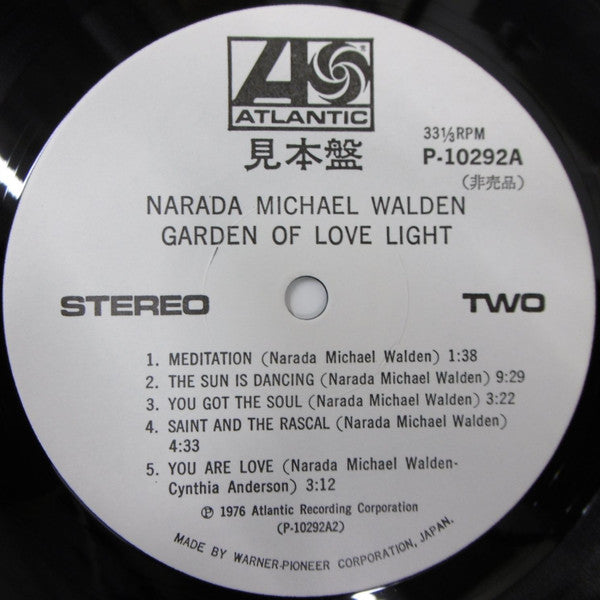 ATLANTIC
見本盤
33⅓ RPM
P-10292A
(非売品)
NARADA MICHAEL WALDEN
GARDEN OF LOVE LIGHT
STEREO
TWO
1. MEDITATION (Narada Michael Walden) 1:38
2. THE SUN IS DANCING (Narada Michael Walden) 9:29
3. YOU GOT THE SOUL (Narada Michael Walden) 3:22
4. SAINT AND THE RASCAL (Narada Michael Walden)
4:33
5. YOU ARE LOVE (Narada Michael Walden-
Cynthia Anderson) 3:12
℗ 1976 Atlantic Recording Corporation
(P-10292A2)
MADE BY WARNER-PIONEER CORPORATION, JAPAN.